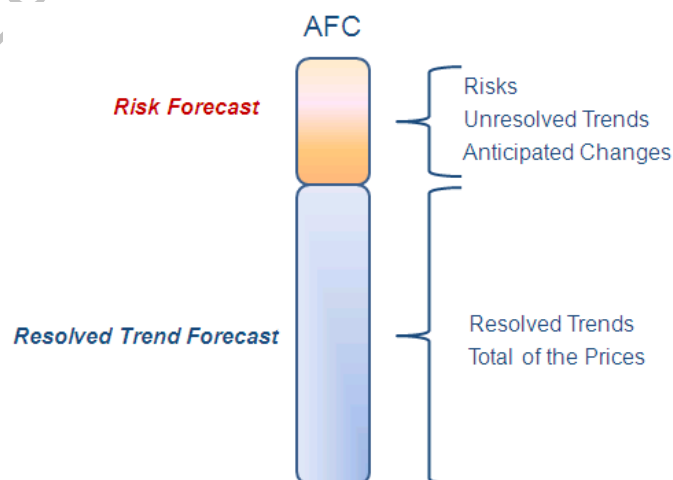 AFC
Risk Forecast
Risks
Unresolved Trends
Anticipated Changes
Resolved Trend Forecast
Resolved Trends
Total of the Prices